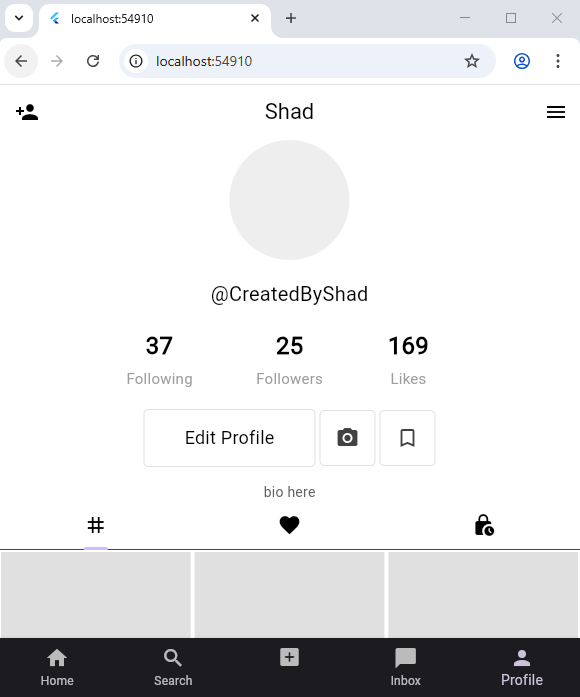 localhost:54910
localhost:54910
Shad
@CreatedByShad
37 25 169
Following Followers Likes
Edit Profile
bio here
Home Search Inbox Profile